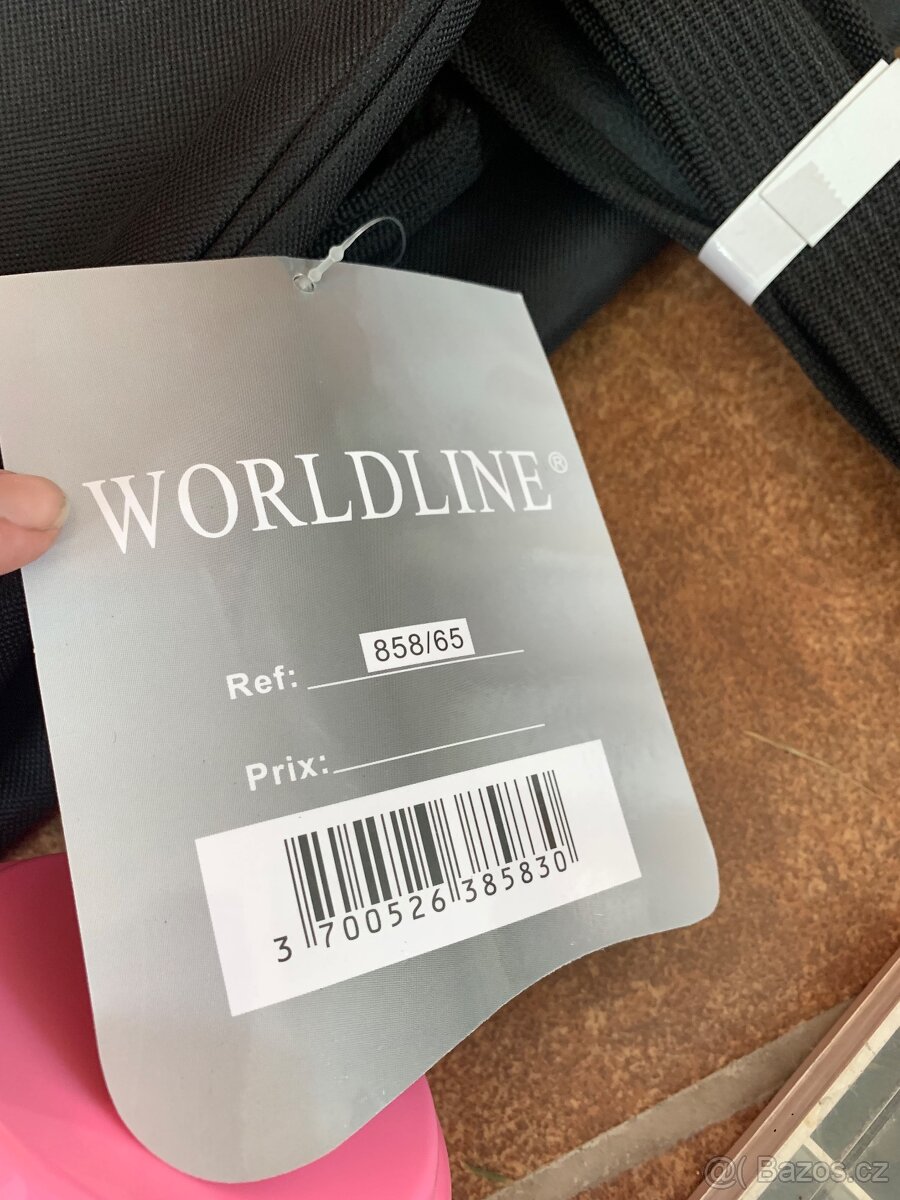 WORLDLINE®
Ref: 858/65
Prix:
3 700526 385830
@( Bazos.cz